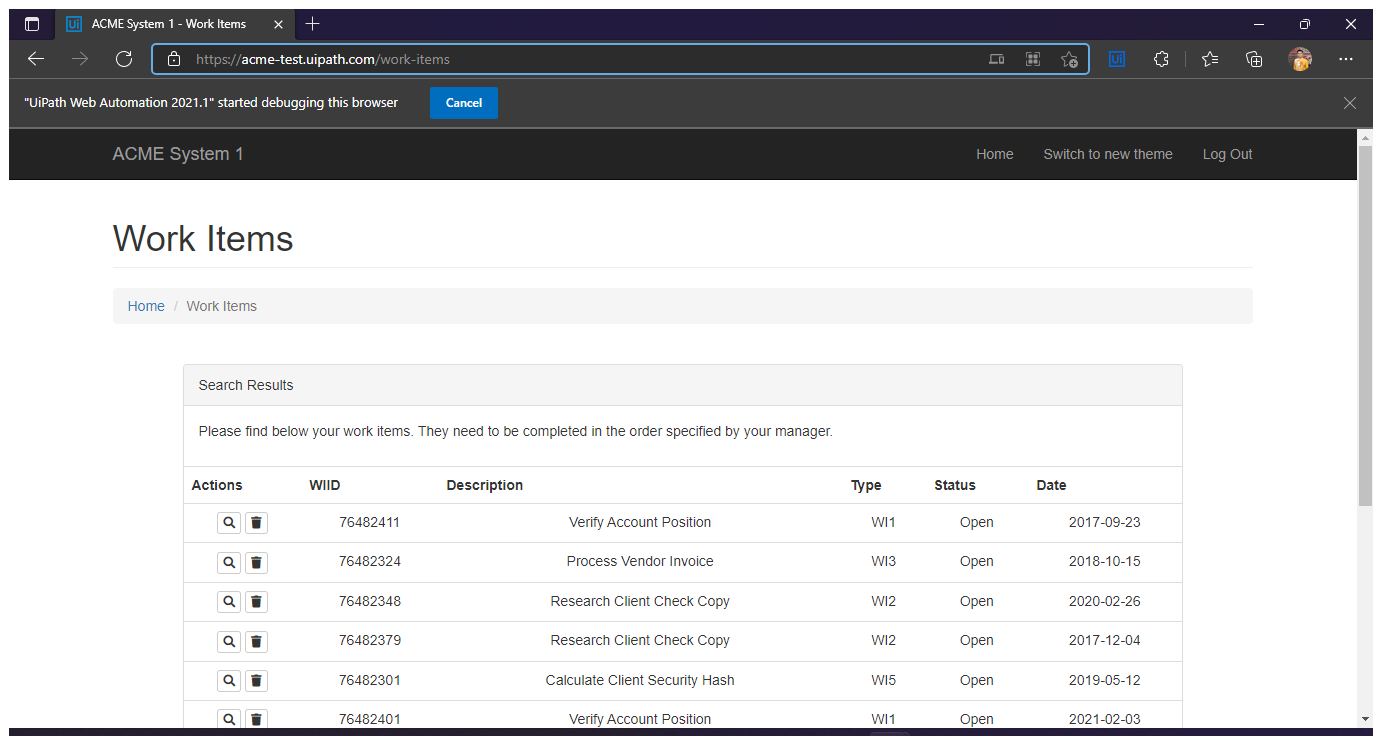 ACME System 1 - Work Items
https://acme-test.uipath.com/work-items
"UiPath Web Automation 2021.1" started debugging this browser Cancel
ACME System 1 Home Switch to new theme Log Out
Work Items
Home / Work Items
Search Results
Please find below your work items. They need to be completed in the order specified by your manager.
Actions WIID Description Type Status Date
76482411 Verify Account Position WI1 Open 2017-09-23
76482324 Process Vendor Invoice WI3 Open 2018-10-15
76482348 Research Client Check Copy WI2 Open 2020-02-26
76482379 Research Client Check Copy WI2 Open 2017-12-04
76482301 Calculate Client Security Hash WI5 Open 2019-05-12
76482401 Verify Account Position WI1 Open 2021-02-03